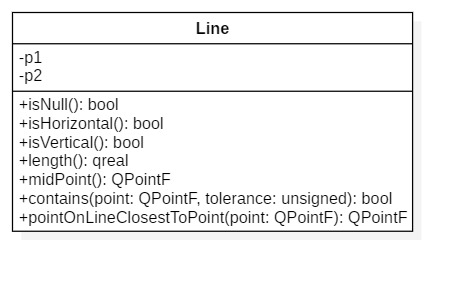 Line
-p1
-p2
+isNull(): bool
+isHorizontal(): bool
+isVertical(): bool
+length(): qreal
+midPoint(): QPointF
+contains(point: QPointF, tolerance: unsigned): bool
+pointOnLineClosestToPoint(point: QPointF): QPointF